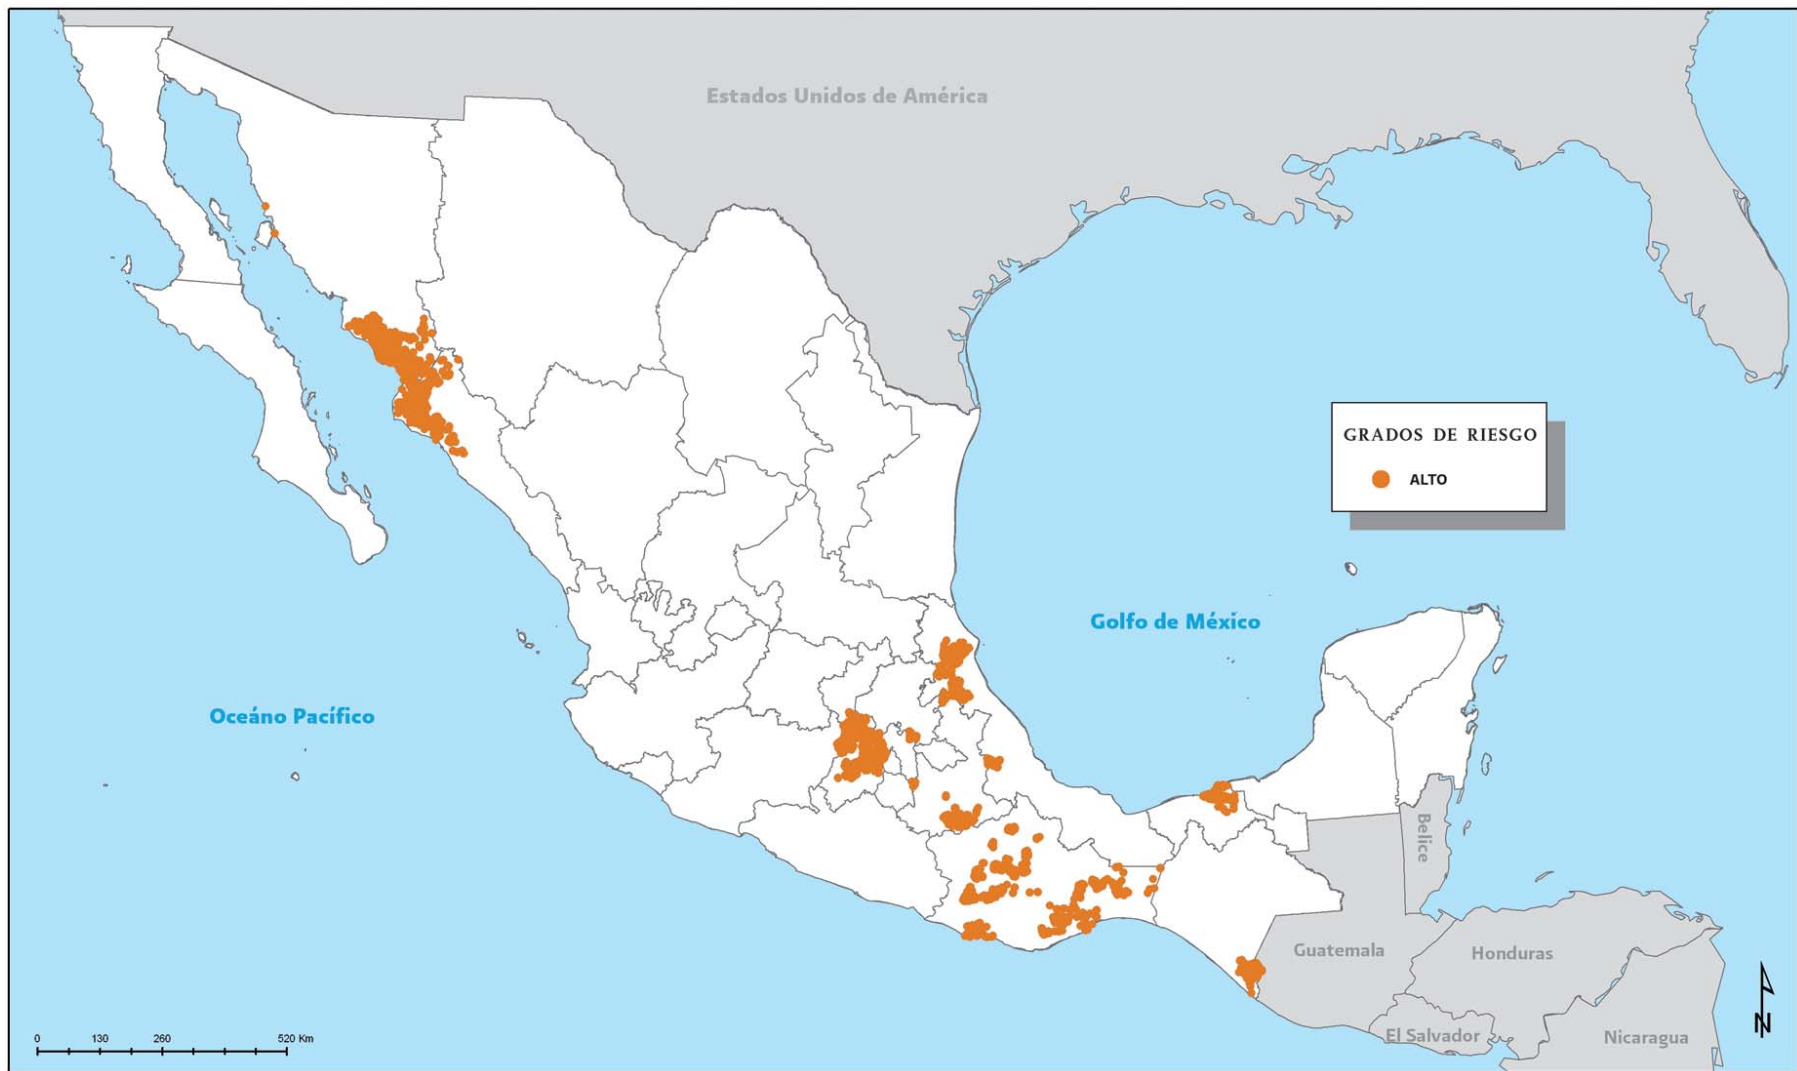 Estados Unidos de América
GRADOS DE RIESGO
ALTO
Golfo de México
Oceáno Pacífico
Belice
Guatemala
Honduras
El Salvador
Nicaragua
N
0 130 260 520 Km